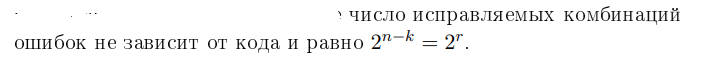 число исправляемых комбинаций
ошибок не зависит от кода и равно $2^{n-k} = 2^r$.